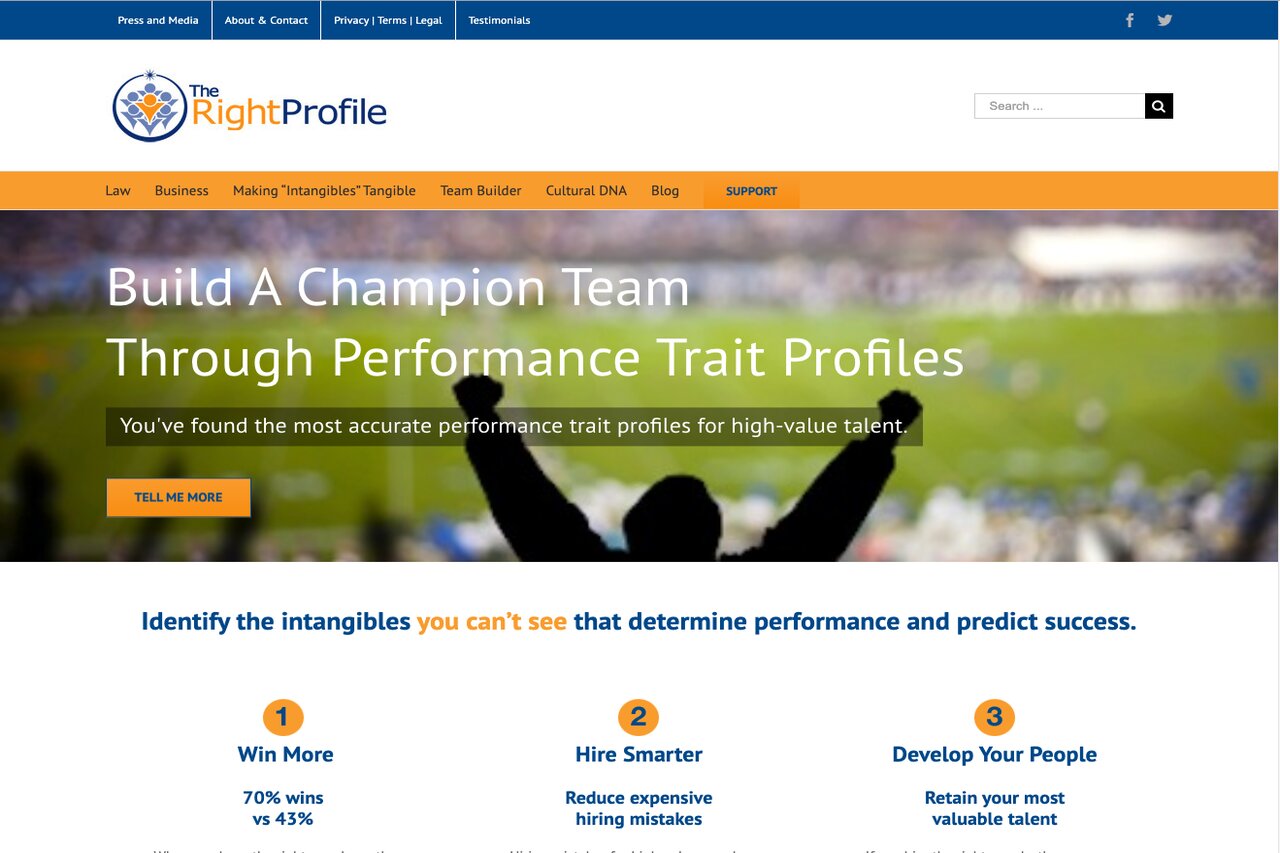 Press and Media
About & Contact
Privacy | Terms | Legal
Testimonials
The
RightProfile
Search ...
Law
Business
Making “Intangibles” Tangible
Team Builder
Cultural DNA
Blog
SUPPORT
Build A Champion Team
Through Performance Trait Profiles
You've found the most accurate performance trait profiles for high-value talent.
TELL ME MORE
Identify the intangibles you can’t see that determine performance and predict success.
1
Win More
70% wins
vs 43%
2
Hire Smarter
Reduce expensive
hiring mistakes
3
Develop Your People
Retain your most
valuable talent